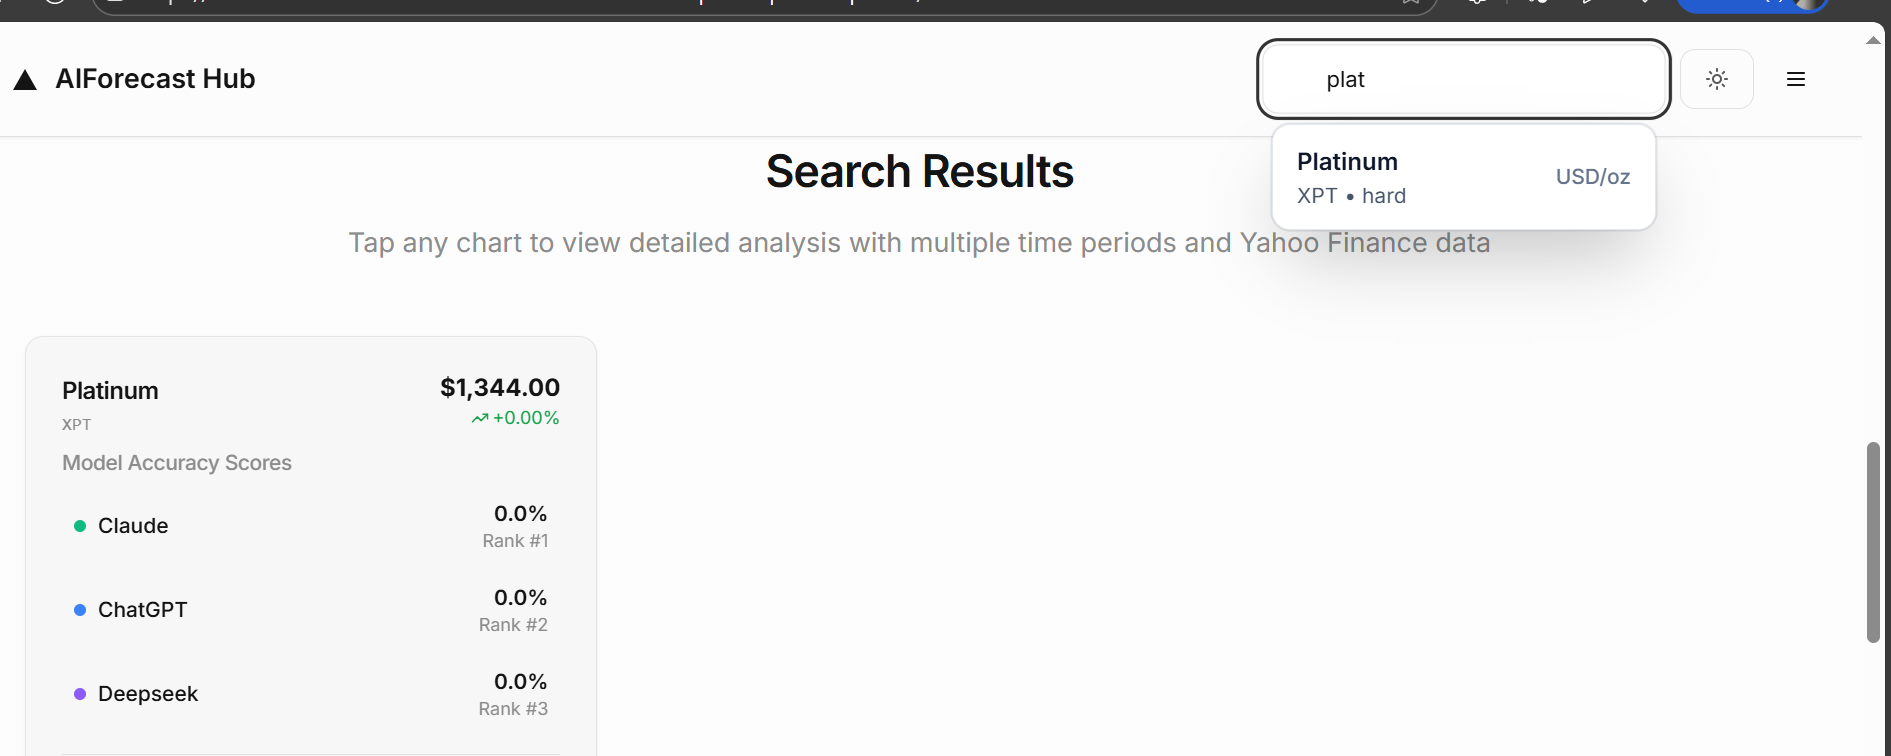 AIForecast Hub
plat
Platinum
XPT • hard
USD/oz
Search Results
Tap any chart to view detailed analysis with multiple time periods and Yahoo Finance data
Platinum
$1,344.00
XPT
+0.00%
Model Accuracy Scores
Claude
0.0%
Rank #1
ChatGPT
0.0%
Rank #2
Deepseek
0.0%
Rank #3